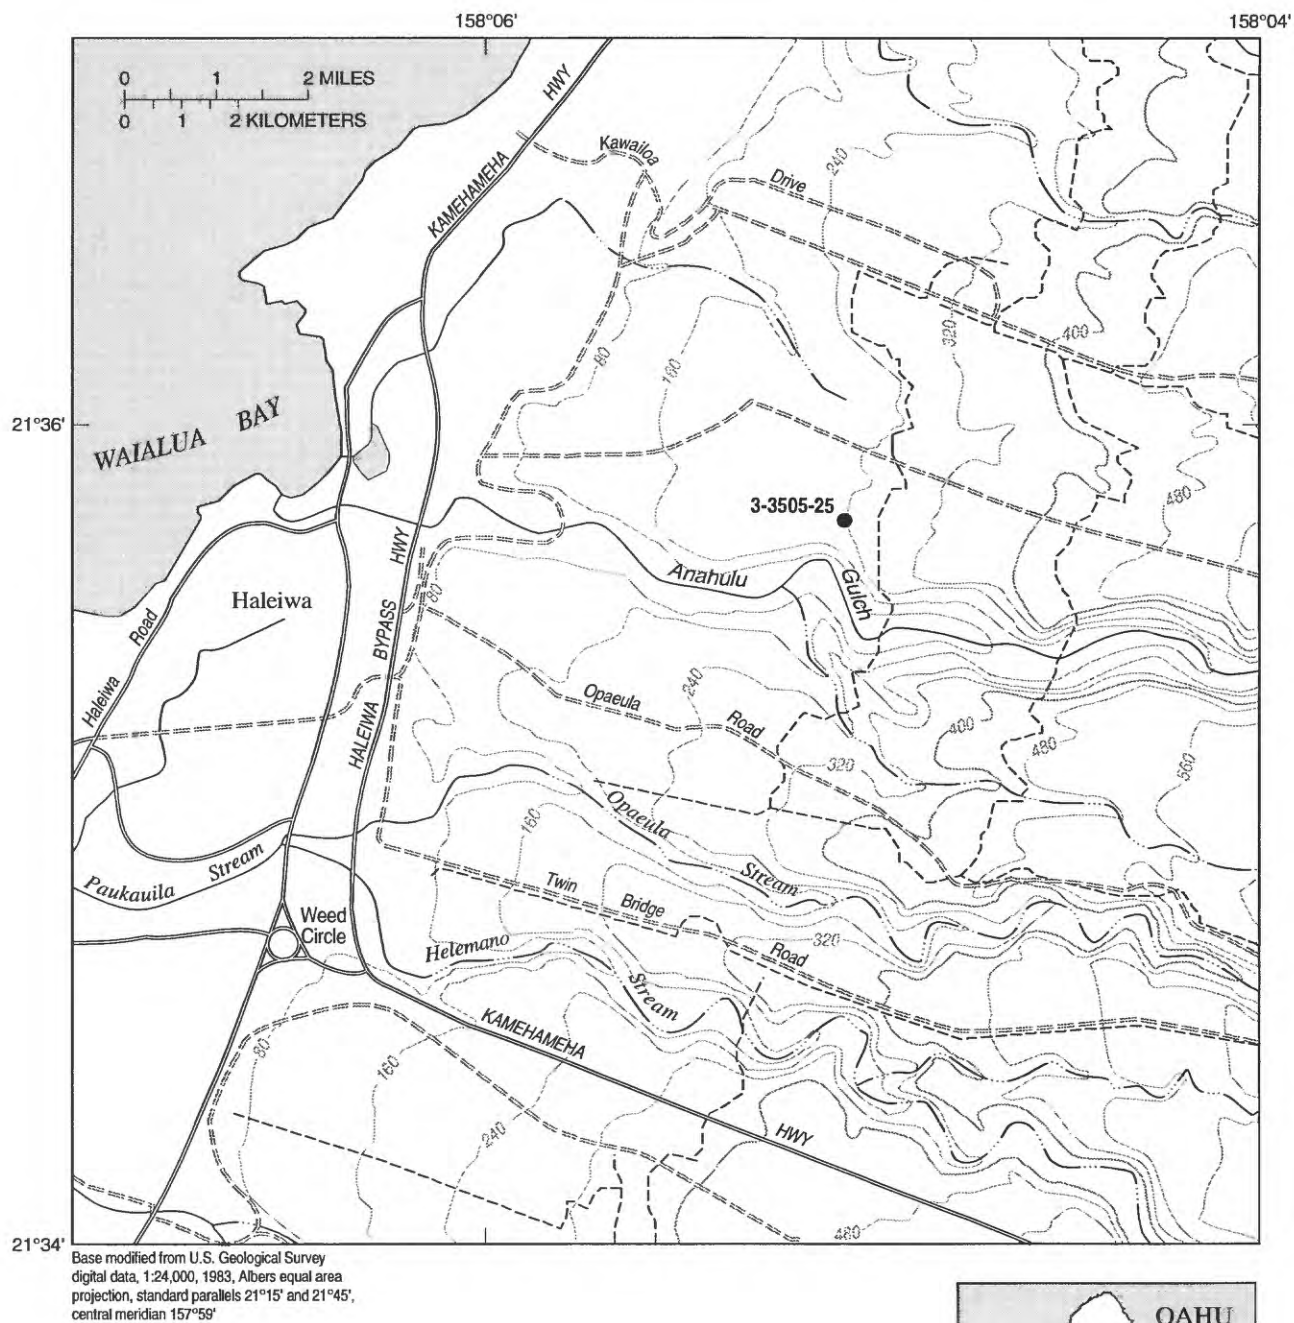 158°06'
158°04'
0 1 2 MILES
0 1 2 KILOMETERS
KAMEHAMEHA HWY
Kawailoa
Drive
240
320
400
80
160
21°36'
WAIALUA BAY
480
3-3505-25
HALEIWA BYPASS HWY
Anahulu Gulch
Haleiwa
Haleiwa Road
80
240
Opaeula Road
400
480
320
560
160
Opaeula Stream
Paukauila Stream
Twin Bridge Road
Weed
Circle
Helemano Stream
320
KAMEHAMEHA HWY
80
160
240
480
21°34'
Base modified from U.S. Geological Survey
digital data, 1:24,000, 1983, Albers equal area
projection, standard parallels 21°15' and 21°45',
central meridian 157°59'
OAHU